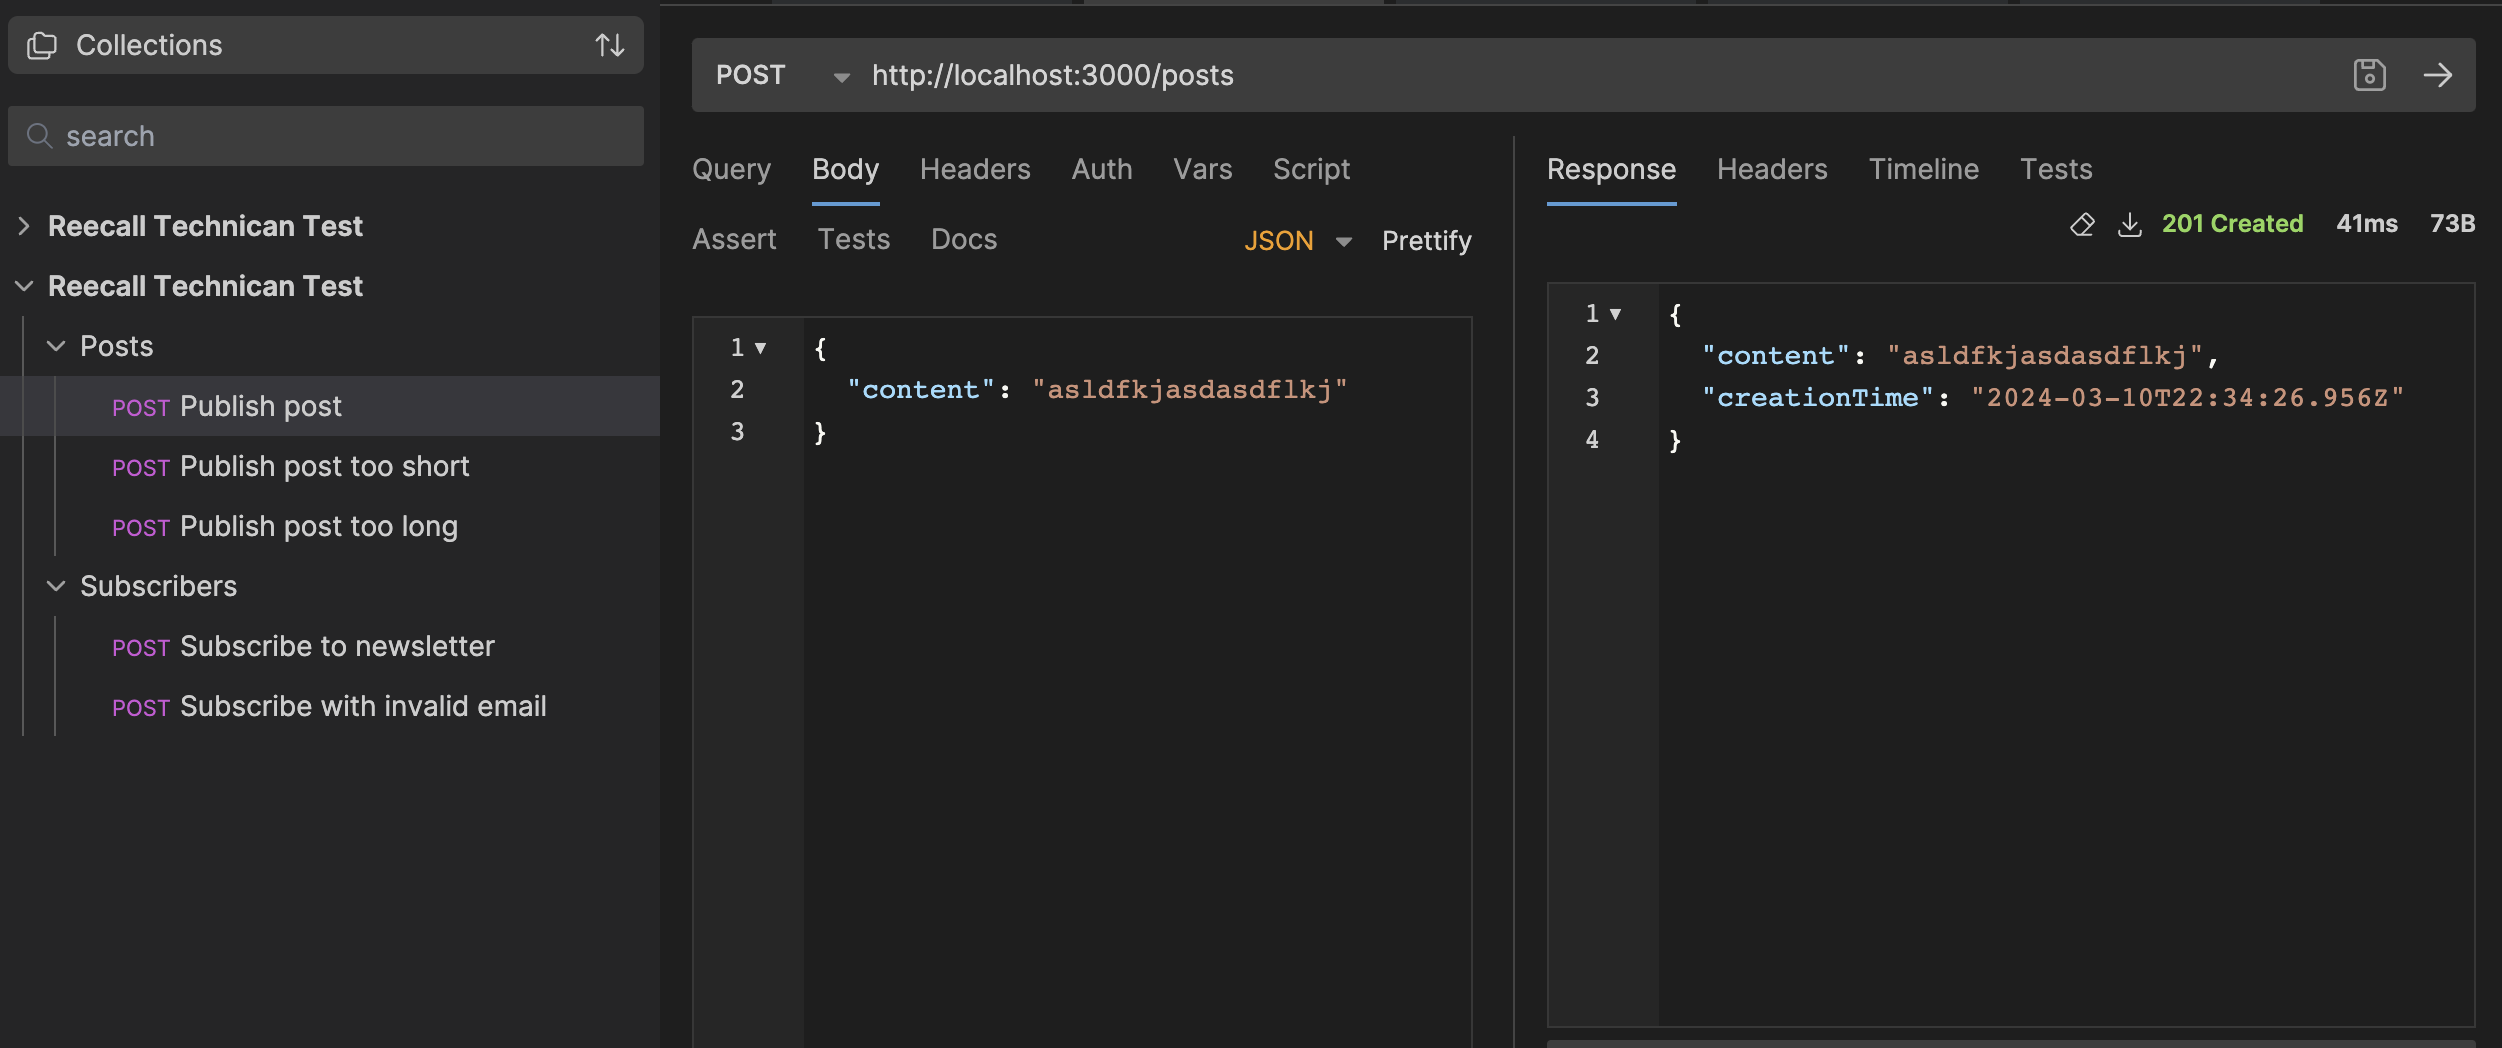 Collections
search
Reecall Technican Test
Reecall Technican Test
Posts
POST Publish post
POST Publish post too short
POST Publish post too long
Subscribers
POST Subscribe to newsletter
POST Subscribe with invalid email
POST http://localhost:3000/posts
Query Body Headers Auth Vars Script
Assert Tests Docs JSON Prettify
1 {
2 "content": "asldfkjasdasdflkj"
3 }
Response Headers Timeline Tests
201 Created 41ms 73B
1 {
2 "content": "asldfkjasdasdflkj",
3 "creationTime": "2024-03-10T22:34:26.956Z"
4 }